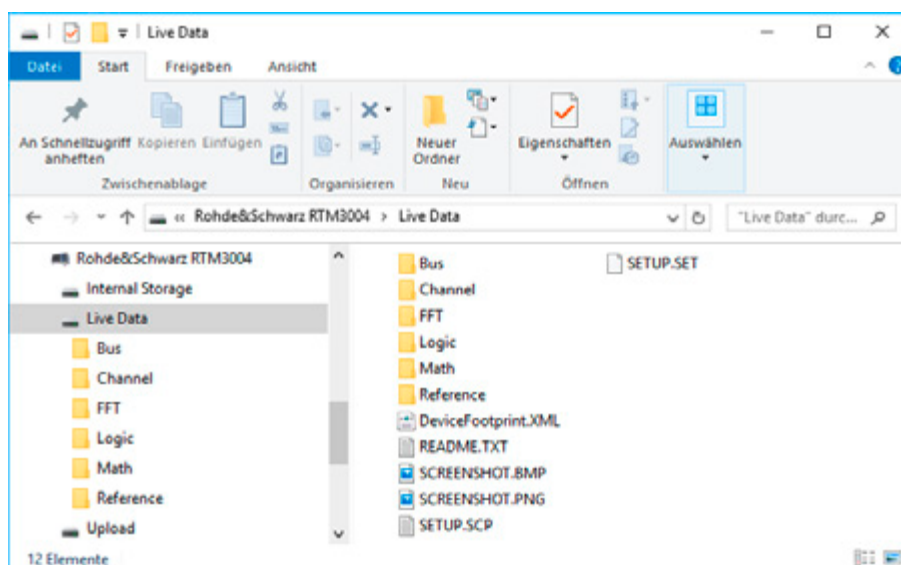 Live Data
Datei Start Freigeben Ansicht
An Schnellzugriff anheften Kopieren Einfügen
Neuer Ordner
Eigenschaften
Auswählen
Zwischenablage Organisieren Neu Öffnen
« Rohde&Schwarz RTM3004 > Live Data
"Live Data" durc...
Rohde&Schwarz RTM3004
Internal Storage
Live Data
Bus
Channel
FFT
Logic
Math
Reference
Upload
Bus
Channel
FFT
Logic
Math
Reference
DeviceFootprint.XML
README.TXT
SCREENSHOT.BMP
SCREENSHOT.PNG
SETUP.SCP
SETUP.SET
12 Elemente